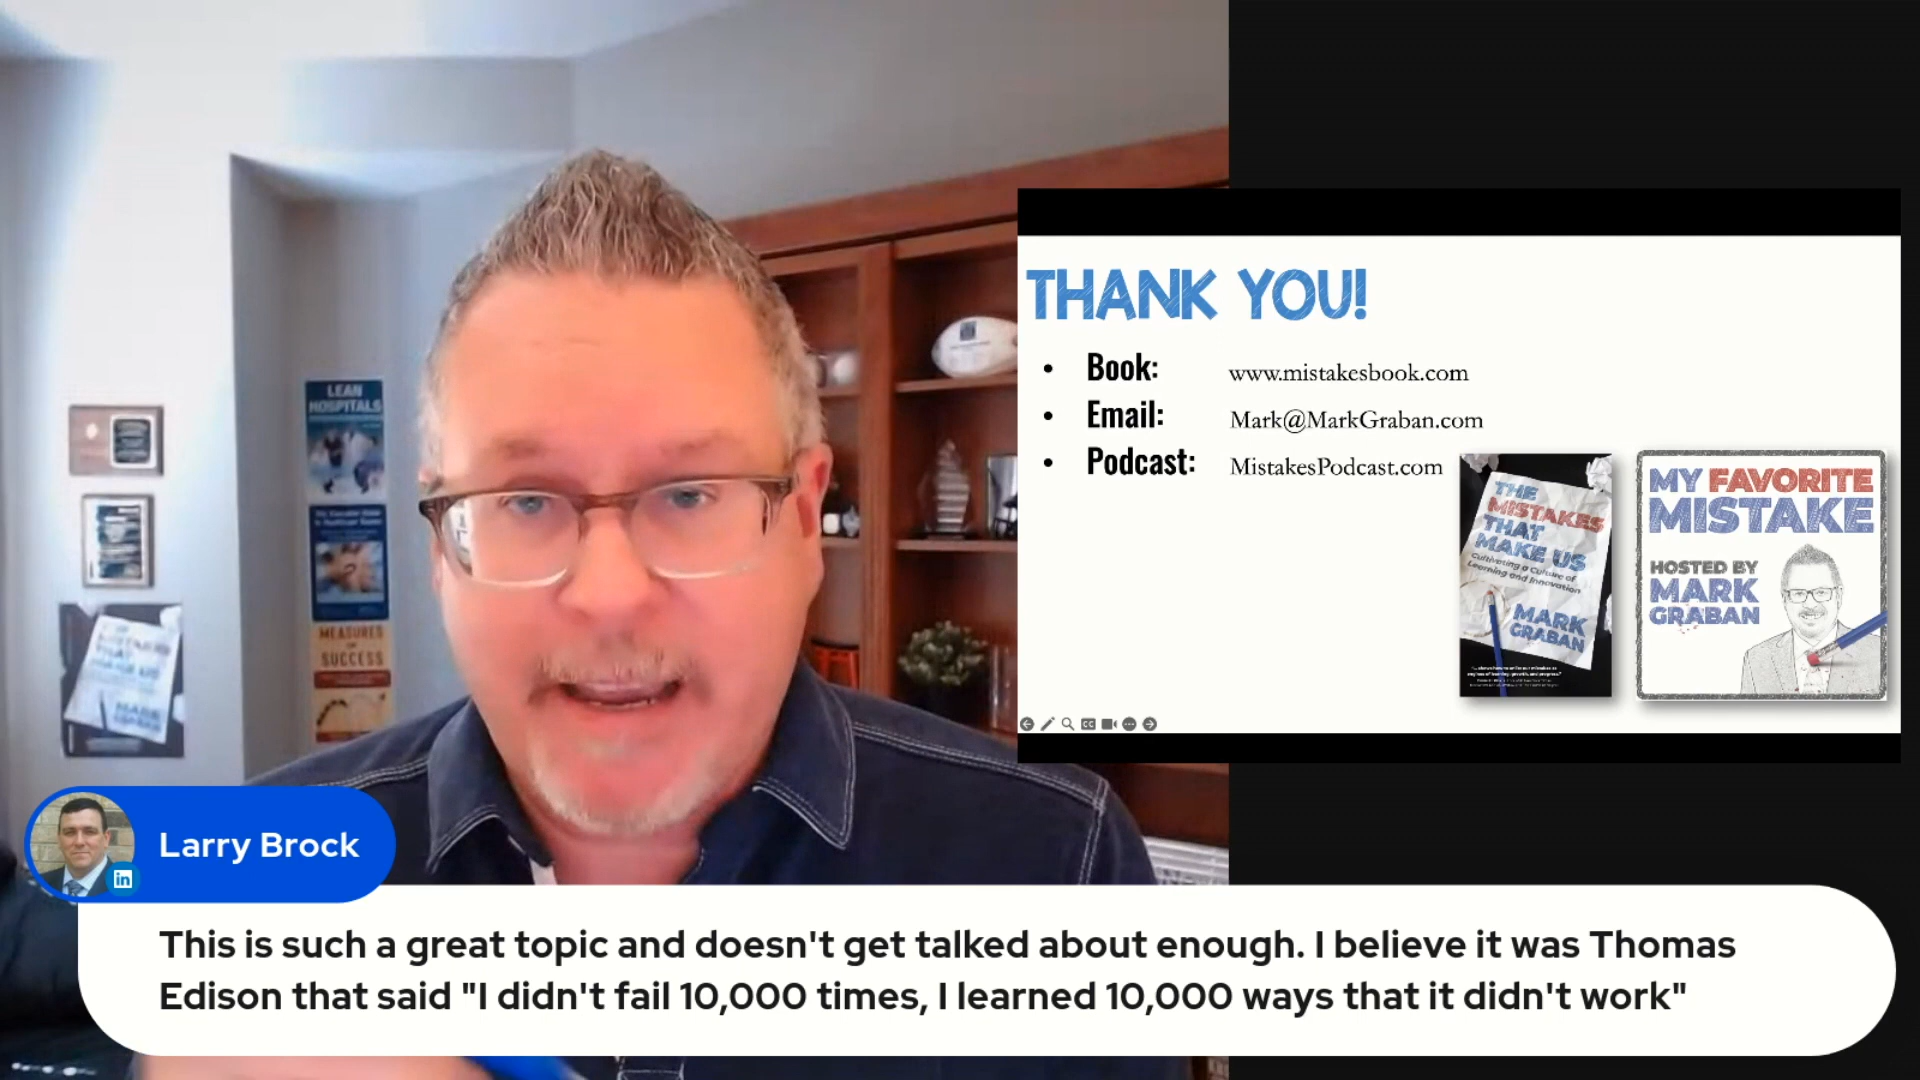 LEAN
HOSPITALS
MEASURES
OF
SUCCESS
THANK YOU!
• Book: www.mistakesbook.com
• Email: Mark@MarkGraban.com
• Podcast: MistakesPodcast.com
THE
MISTAKES
THAT
MAKE US
Cultivating a Culture of
Learning and Innovation
MARK
GRABAN
MY FAVORITE
MISTAKE
HOSTED BY
MARK
GRABAN
in
Larry Brock
This is such a great topic and doesn't get talked about enough. I believe it was Thomas
Edison that said "I didn't fail 10,000 times, I learned 10,000 ways that it didn't work"